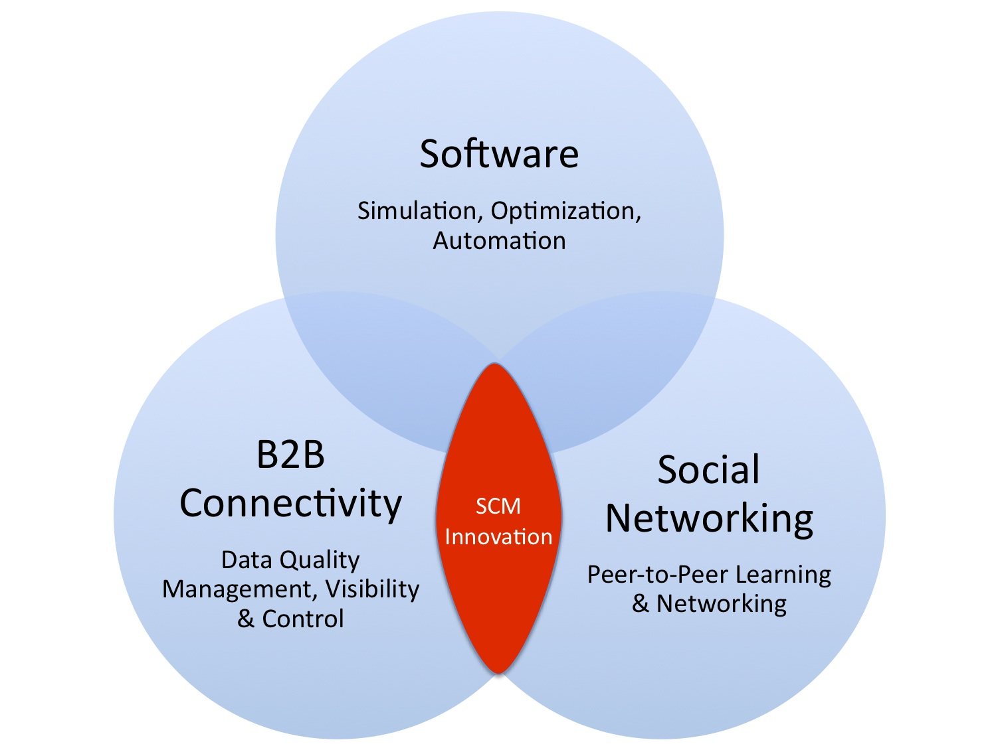 Software
Simulation, Optimization,
Automation
B2B
Connectivity
Data Quality
Management, Visibility
& Control
SCM
Innovation
Social
Networking
Peer-to-Peer Learning
& Networking